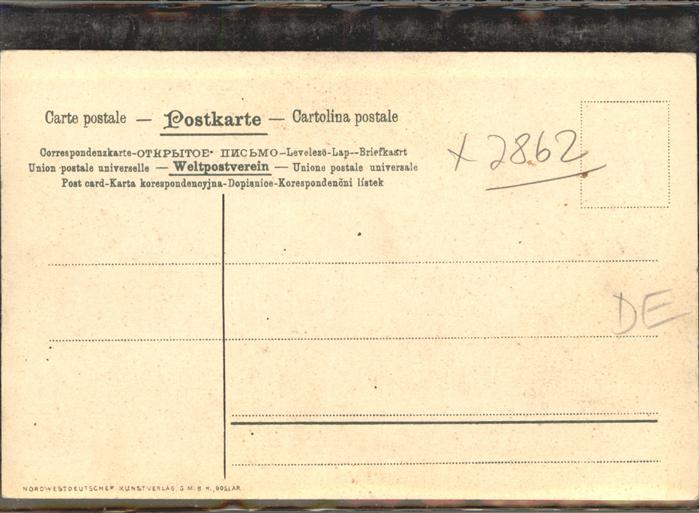 Carte postale — Postkarte — Cartolina postale
Correspondenzkarte-ОТКРЫТОЕ ПИСЬМО-Levelező-Lap--Briefkaart
Union postale universelle — Weltpostverein — Unione postale universale
Post card-Karta korespondencyjna-Dopisnice-Korespondenční lístek
x 2862
DE
NORDWESTDEUTSCHER KUNSTVERLAG, G. M. B. H., GOSLAR.